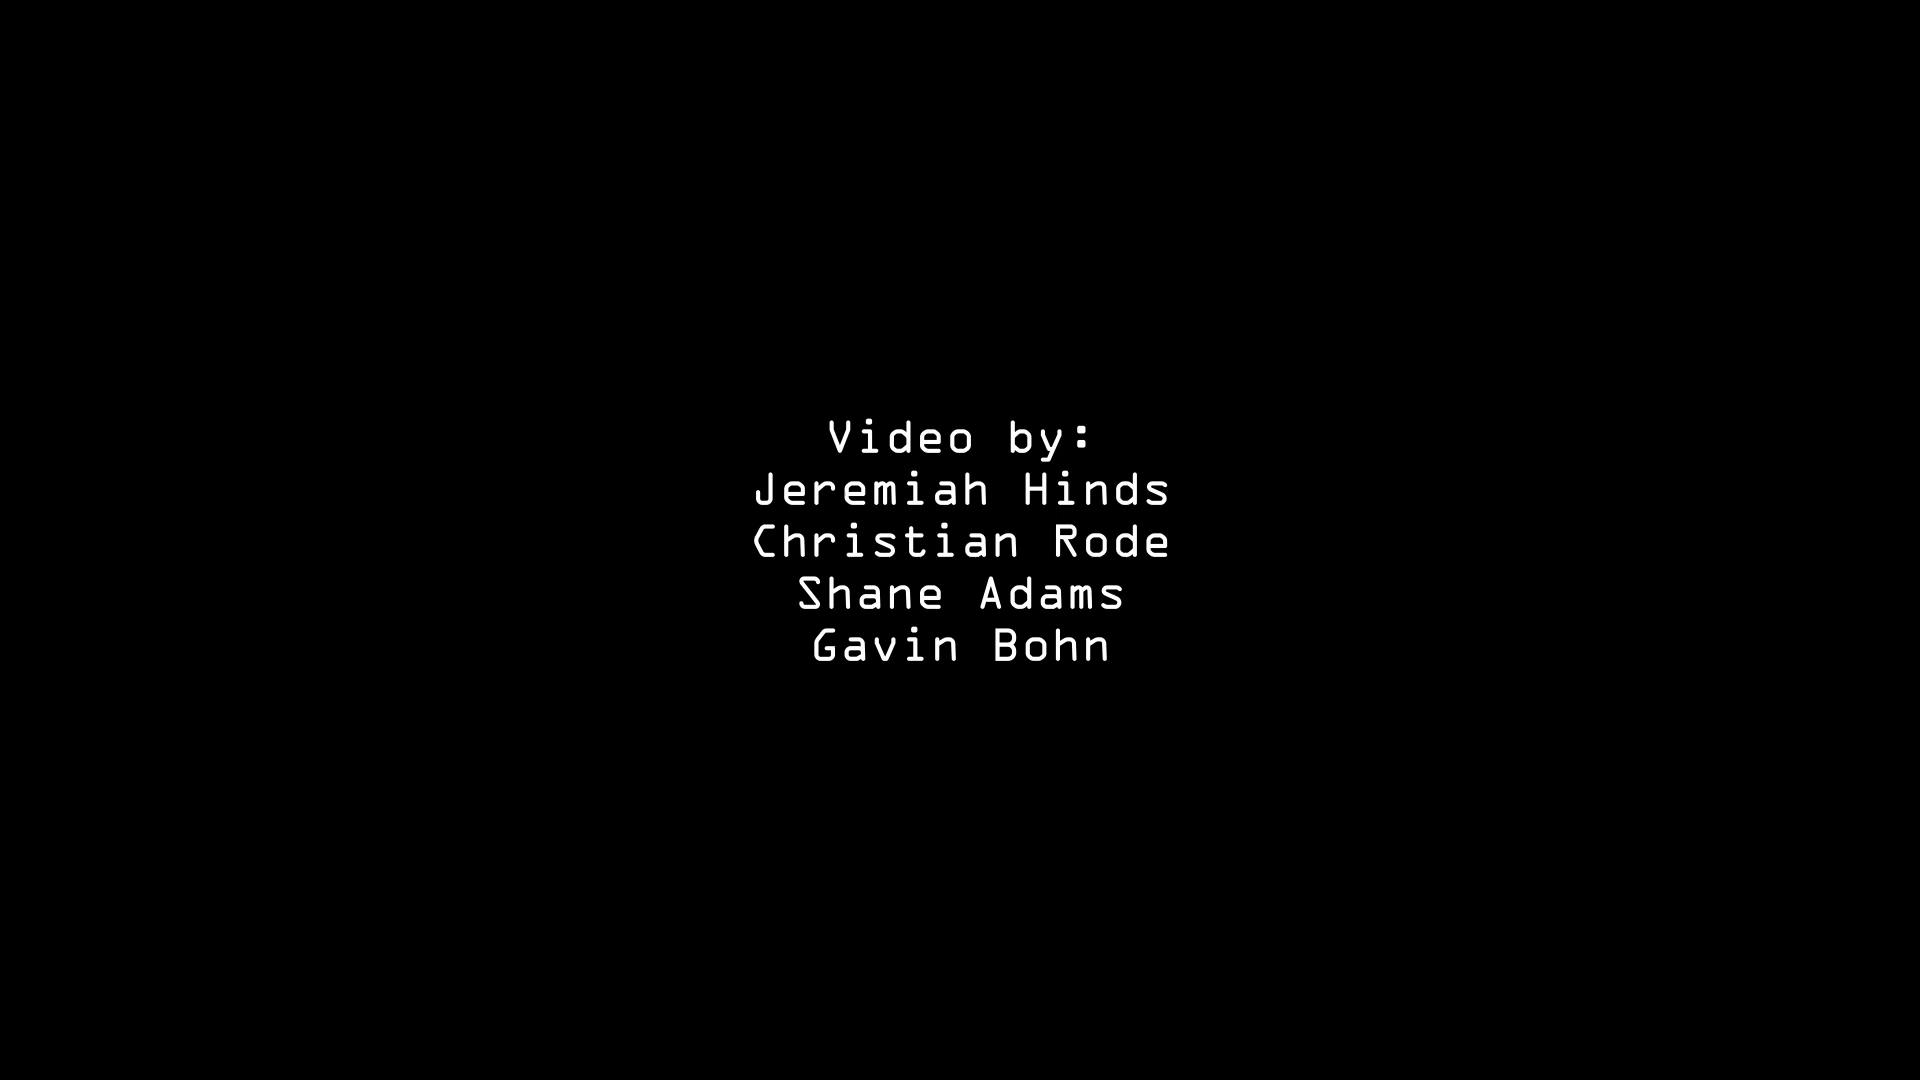 Video by:
Jeremiah Hinds
Christian Rode
Shane Adams
Gavin Bohn